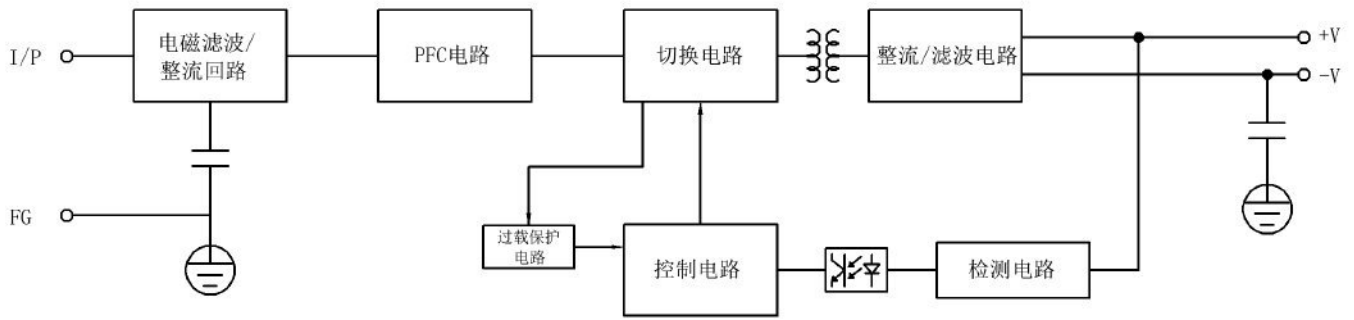 I/P
电磁滤波/
整流回路
PFC电路
切换电路
整流/滤波电路
+V
-V
FG
过载保护
电路
控制电路
检测电路